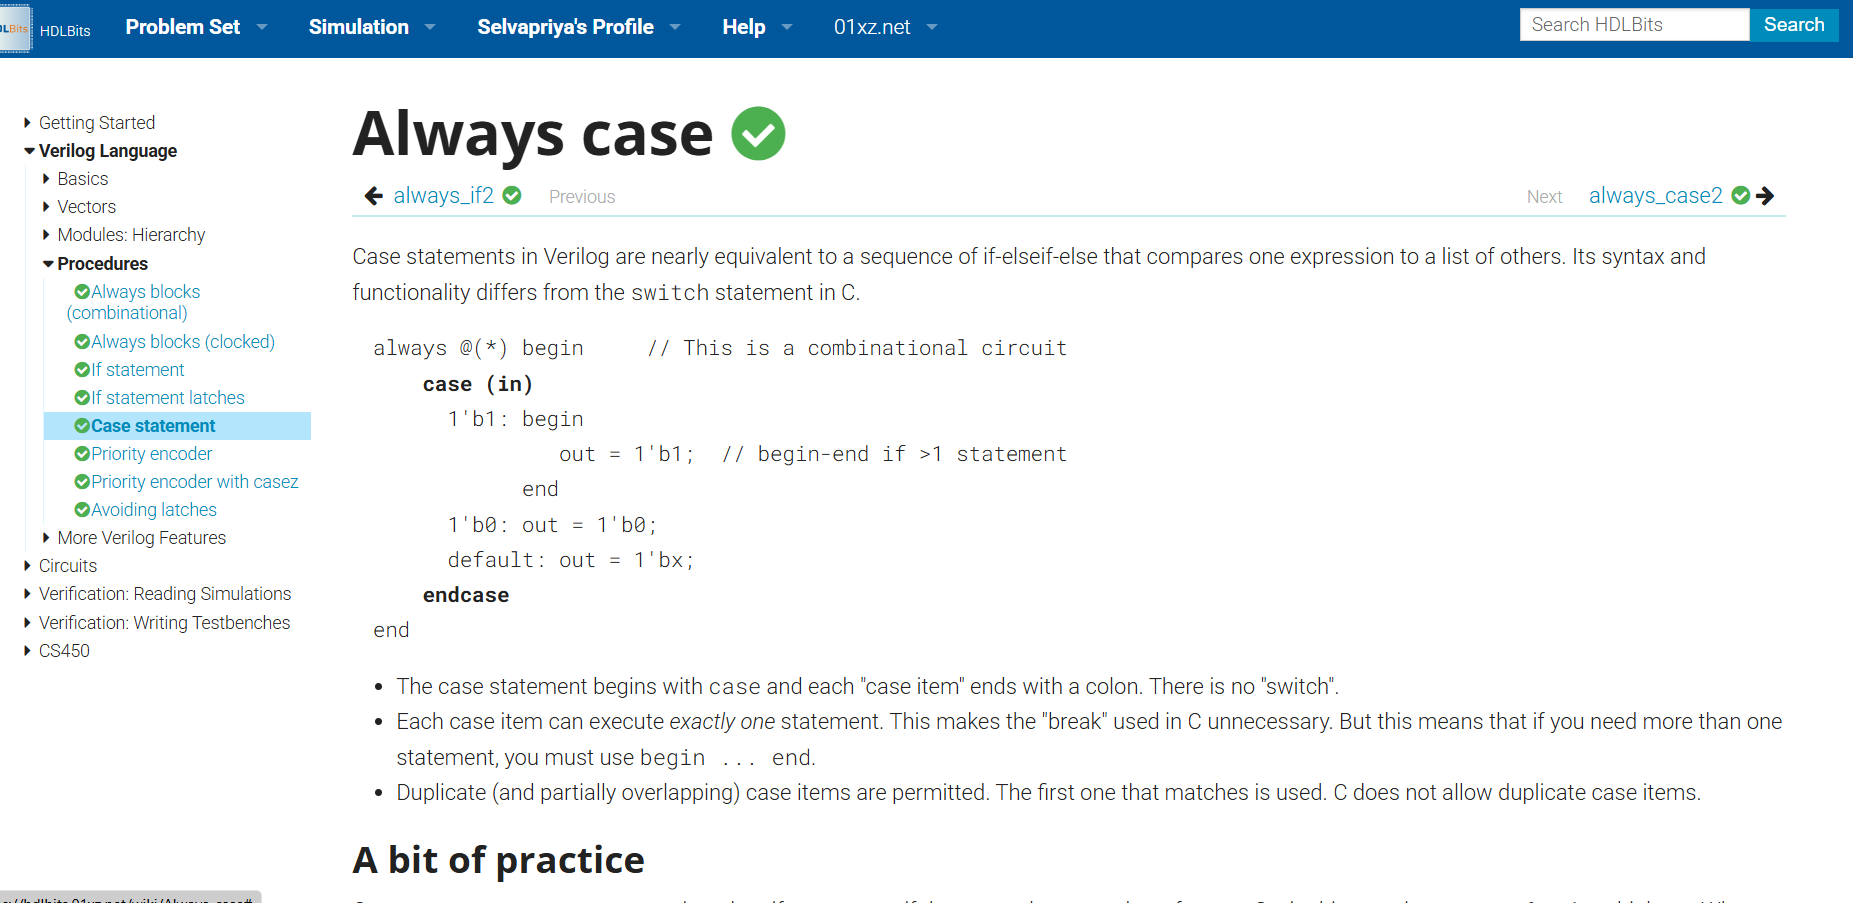 LBits HDLBits Problem Set Simulation Selvapriya's Profile Help 01xz.net Search HDLBits Search
Getting Started
Verilog Language
Basics
Vectors
Modules: Hierarchy
Procedures
Always blocks
(combinational)
Always blocks (clocked)
If statement
If statement latches
Case statement
Priority encoder
Priority encoder with casez
Avoiding latches
More Verilog Features
Circuits
Verification: Reading Simulations
Verification: Writing Testbenches
CS450
Always case
always_if2 Previous Next always_case2
Case statements in Verilog are nearly equivalent to a sequence of if-elseif-else that compares one expression to a list of others. Its syntax and
functionality differs from the switch statement in C.
always @(*) begin     // This is a combinational circuit
    case (in)
      1'b1: begin
               out = 1'b1;  // begin-end if >1 statement
            end
      1'b0: out = 1'b0;
      default: out = 1'bx;
    endcase
end
• The case statement begins with case and each "case item" ends with a colon. There is no "switch".
• Each case item can execute exactly one statement. This makes the "break" used in C unnecessary. But this means that if you need more than one
statement, you must use begin ... end.
• Duplicate (and partially overlapping) case items are permitted. The first one that matches is used. C does not allow duplicate case items.
A bit of practice